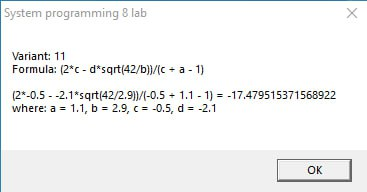 System programming 8 lab
Variant: 11
Formula: (2*c - d*sqrt(42/b))/(c + a - 1)
(2*-0.5 - -2.1*sqrt(42/2.9))/(-0.5 + 1.1 - 1) = -17.479515371568922
where: a = 1.1, b = 2.9, c = -0.5, d = -2.1
OK